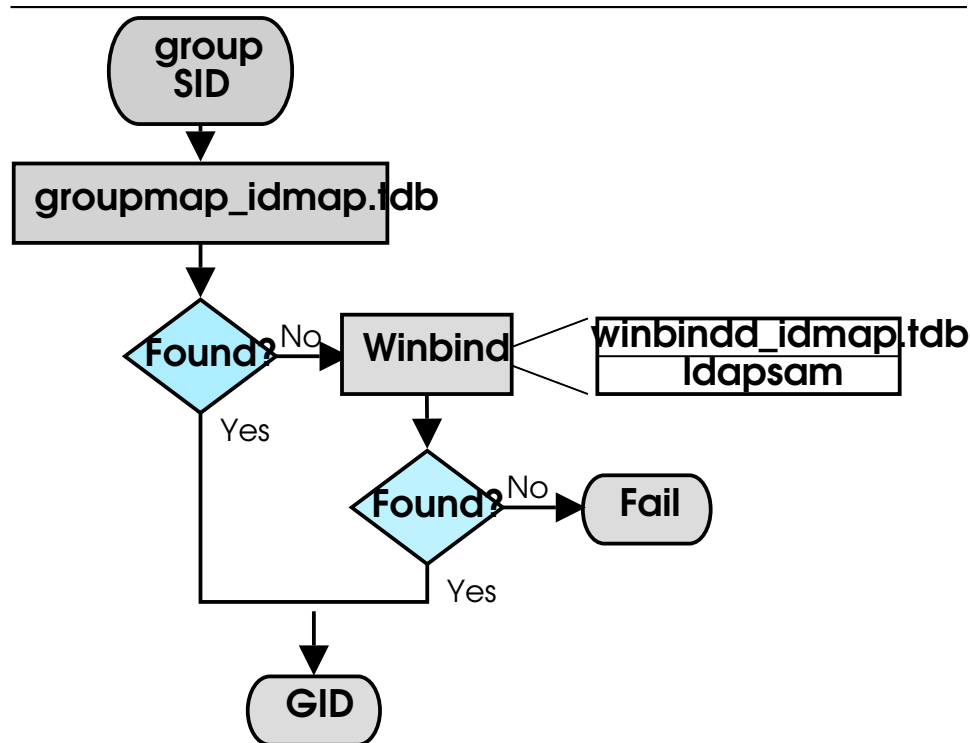 group
SID
groupmap_idmap.tdb
Found?
No
Winbind
winbindd_idmap.tdb
ldapsam
Yes
Found?
No
Fail
Yes
GID